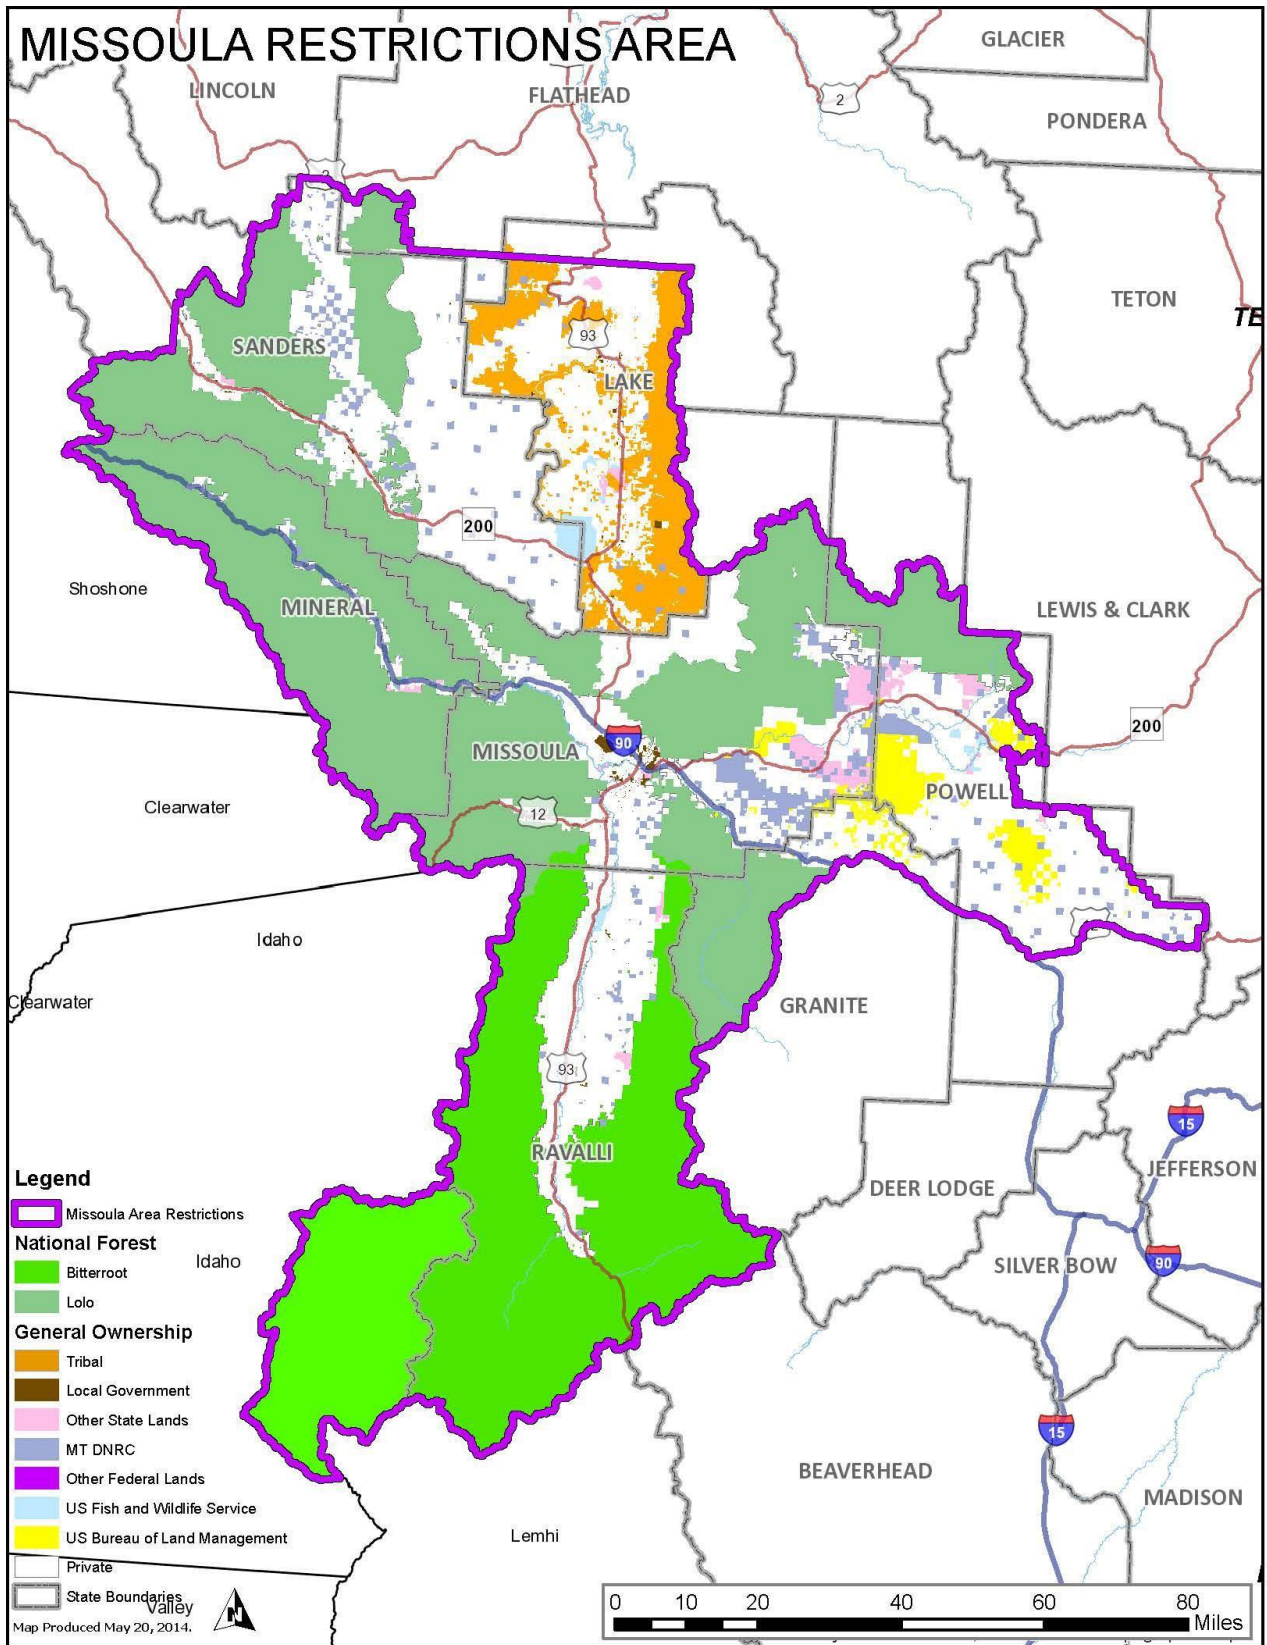 MISSOULA RESTRICTIONS AREA
GLACIER
LINCOLN
FLATHEAD
2
PONDERA
2
TETON
TE
SANDERS
93
LAKE
200
Shoshone
MINERAL
LEWIS & CLARK
200
MISSOULA
90
POWELL
Clearwater
12
Idaho
Clearwater
GRANITE
93
15
RAVALLI
JEFFERSON
DEER LODGE
Idaho
SILVER BOW
90
15
BEAVERHEAD
MADISON
Lemhi
Valley
Legend
Missoula Area Restrictions
National Forest
Bitterroot
Lolo
General Ownership
Tribal
Local Government
Other State Lands
MT DNRC
Other Federal Lands
US Fish and Wildlife Service
US Bureau of Land Management
Private
State Boundaries
Map Produced May 20, 2014.
N
0 10 20 40 60 80
Miles